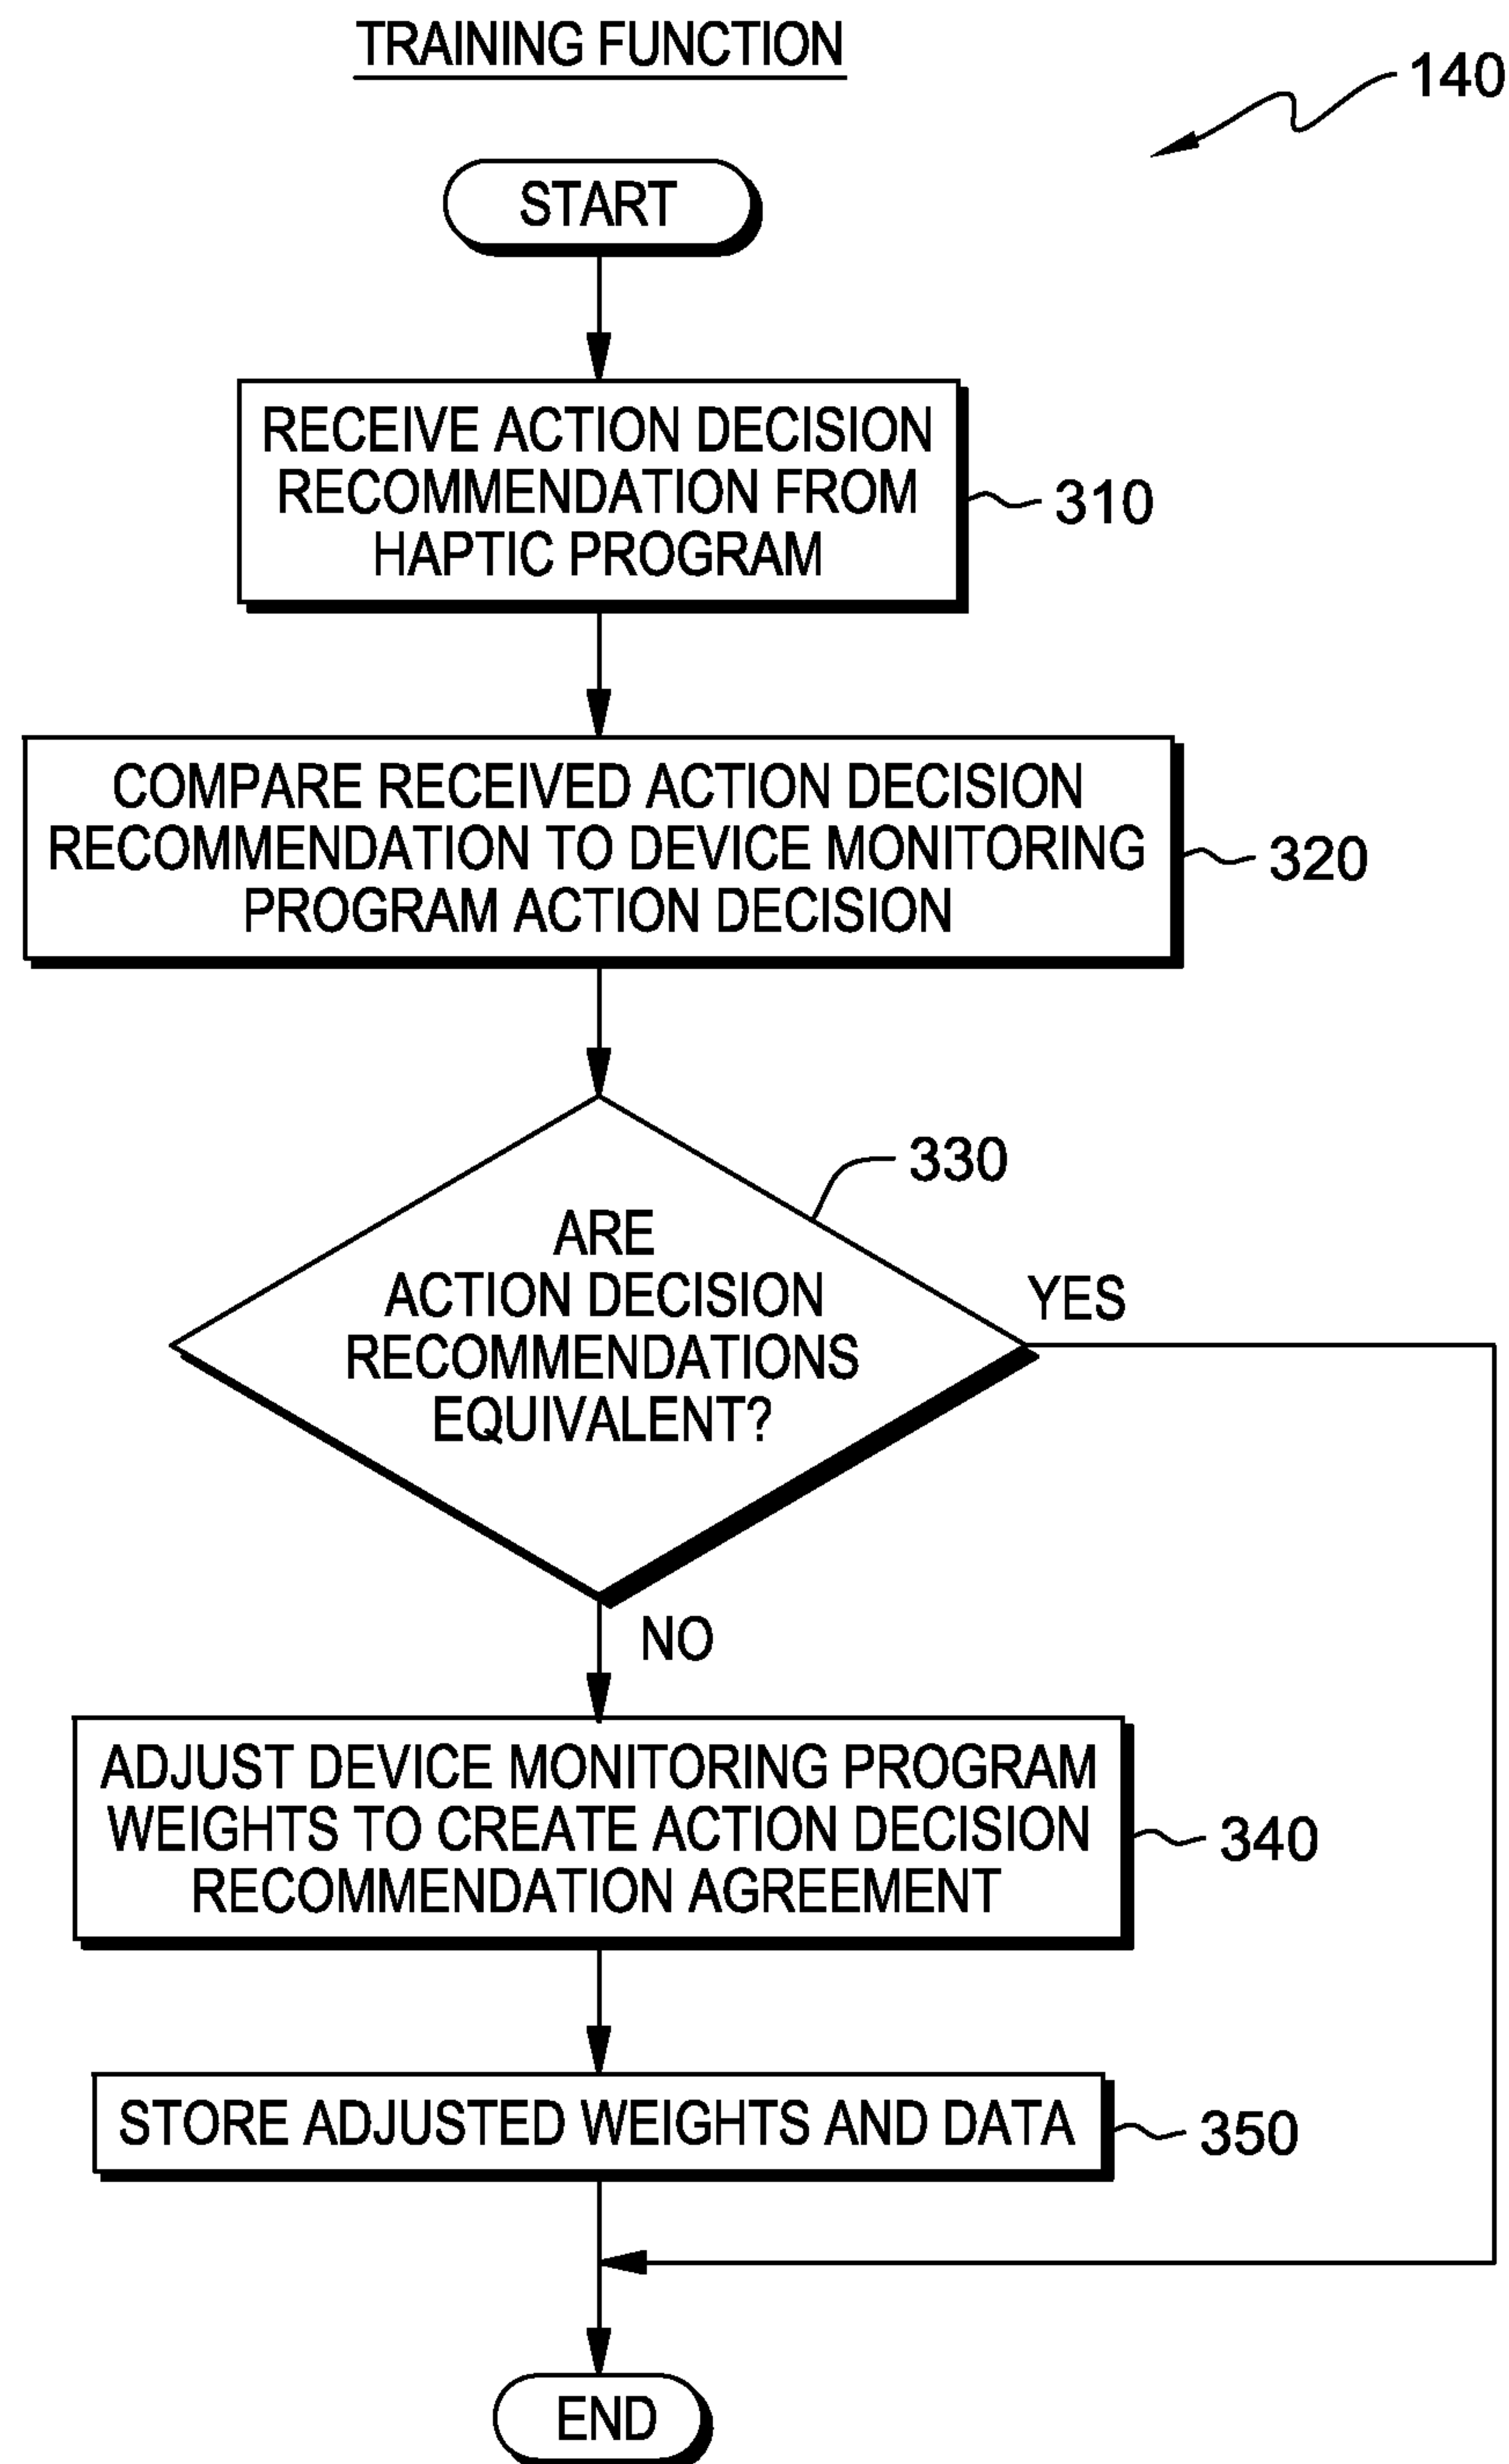 TRAINING FUNCTION
140
START
RECEIVE ACTION DECISION
RECOMMENDATION FROM
HAPTIC PROGRAM
310
COMPARE RECEIVED ACTION DECISION
RECOMMENDATION TO DEVICE MONITORING
PROGRAM ACTION DECISION
320
330
ARE
ACTION DECISION
RECOMMENDATIONS
EQUIVALENT?
YES
NO
ADJUST DEVICE MONITORING PROGRAM
WEIGHTS TO CREATE ACTION DECISION
RECOMMENDATION AGREEMENT
340
STORE ADJUSTED WEIGHTS AND DATA
350
END